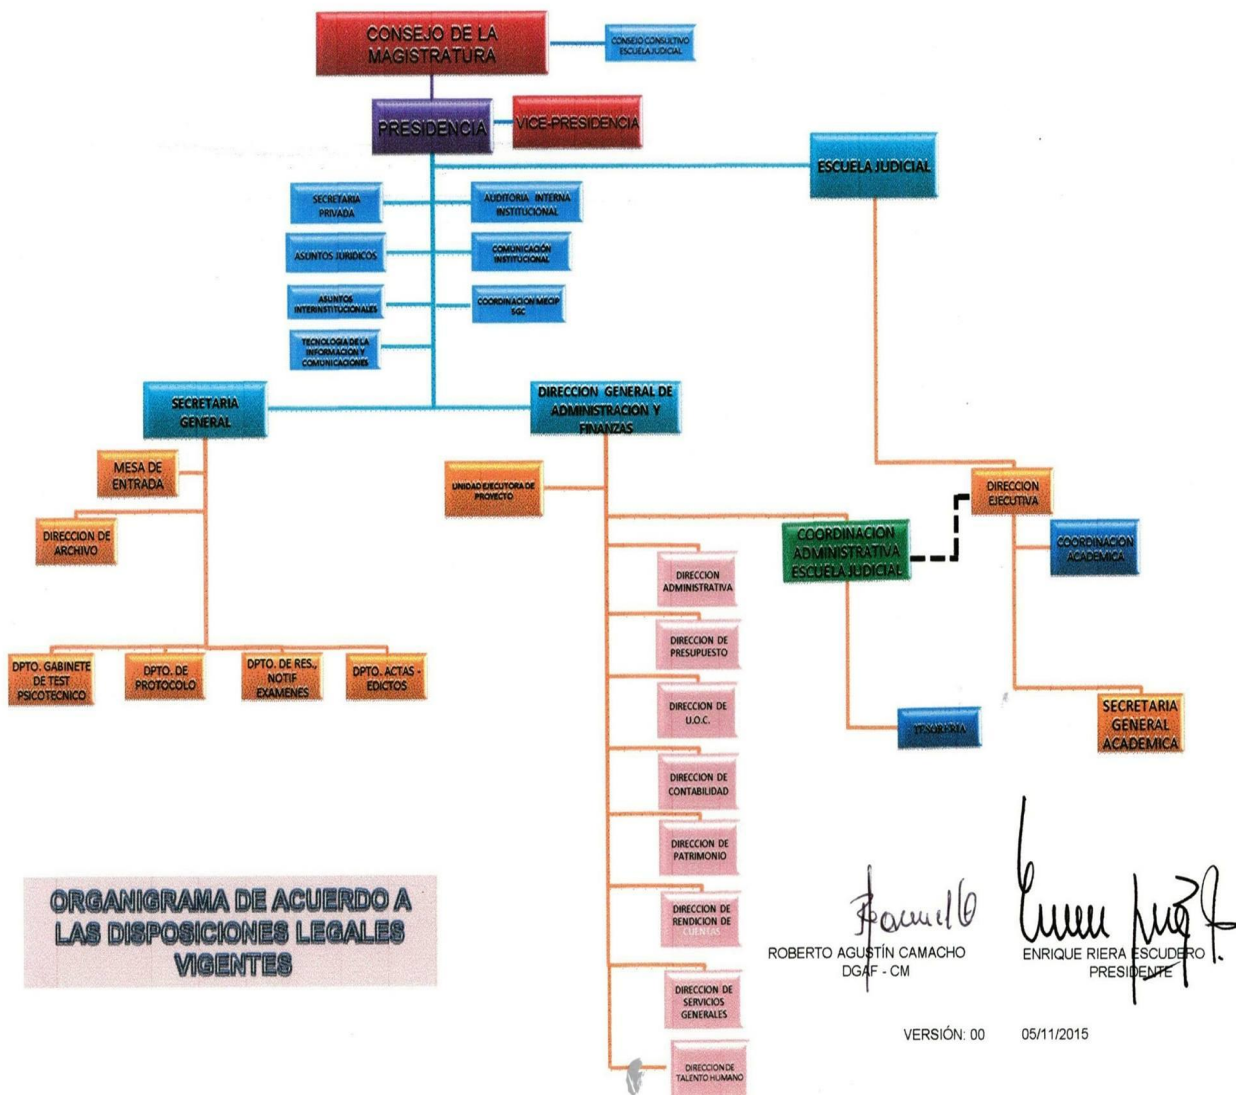 CONSEJO DE LA
MAGISTRATURA
CONSEJO CONSULTIVO
ESCUELA JUDICIAL
PRESIDENCIA
VICE-PRESIDENCIA
ESCUELA JUDICIAL
SECRETARIA
PRIVADA
AUDITORIA INTERNA
INSTITUCIONAL
ASUNTOS JURIDICOS
COMUNICACIÓN
INSTITUCIONAL
ASUNTOS
INTERINSTITUCIONALES
COORDINACION MECIP
SGC
TECNOLOGIA DE LA
INFORMACION Y
COMUNICACIONES
SECRETARIA
GENERAL
DIRECCION GENERAL DE
ADMINISTRACION Y
FINANZAS
MESA DE
ENTRADA
UNIDAD EJECUTORA DE
PROYECTO
DIRECCION
EJECUTIVA
DIRECCION DE
ARCHIVO
COORDINACION
ADMINISTRATIVA
ESCUELA JUDICIAL
COORDINACION
ACADEMICA
DIRECCION
ADMINISTRATIVA
DIRECCION DE
PRESUPUESTO
DPTO. GABINETE
DE TEST
PSICOTECNICO
DPTO. DE
PROTOCOLO
DPTO. DE RES.,
NOTIF
EXAMENES
DPTO. ACTAS -
EDICTOS
DIRECCION DE
U.O.C.
TESORERIA
SECRETARIA
GENERAL
ACADEMICA
DIRECCION DE
CONTABILIDAD
DIRECCION DE
PATRIMONIO
DIRECCION DE
RENDICION DE
CUENTAS
DIRECCION DE
SERVICIOS
GENERALES
DIRECCION DE
TALENTO HUMANO
ORGANIGRAMA DE ACUERDO A
LAS DISPOSICIONES LEGALES
VIGENTES
ROBERTO AGUSTÍN CAMACHO
DGAF - CM
ENRIQUE RIERA ESCUDERO
PRESIDENTE
VERSIÓN: 00 05/11/2015